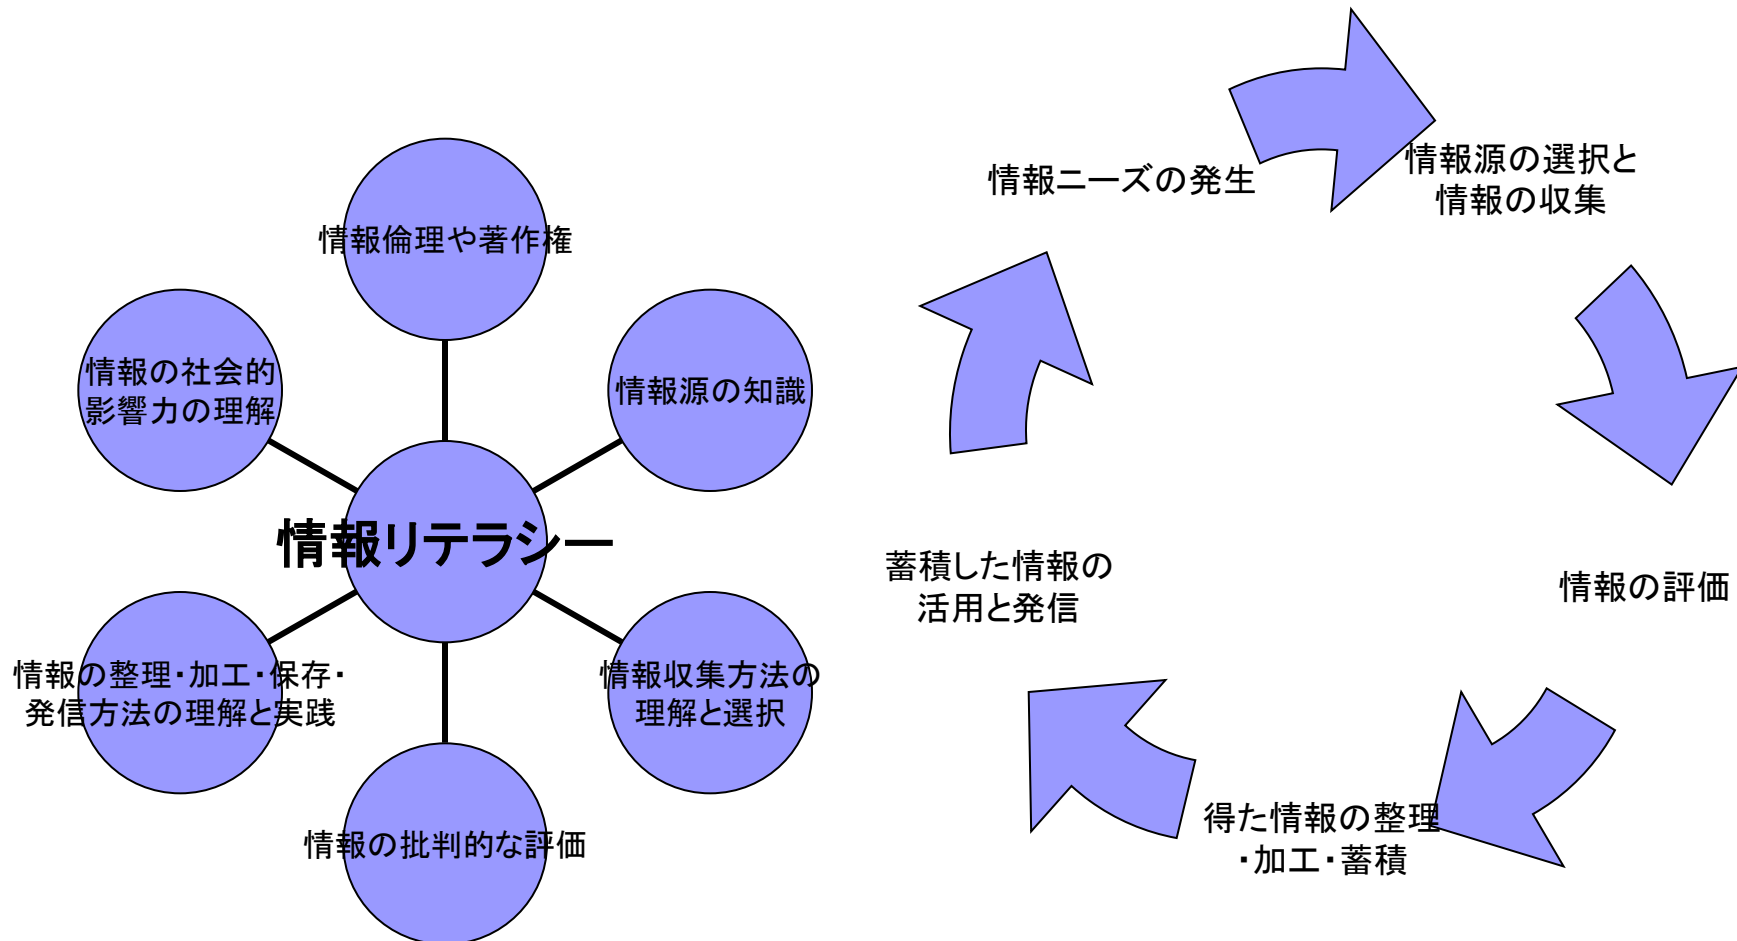 情報倫理や著作権
情報の社会的
影響力の理解
情報源の知識
情報リテラシー
情報の整理・加工・保存・
発信方法の理解と実践
情報収集方法の
理解と選択
情報の批判的な評価
情報ニーズの発生
情報源の選択と
情報の収集
情報の評価
得た情報の整理
・加工・蓄積
蓄積した情報の
活用と発信